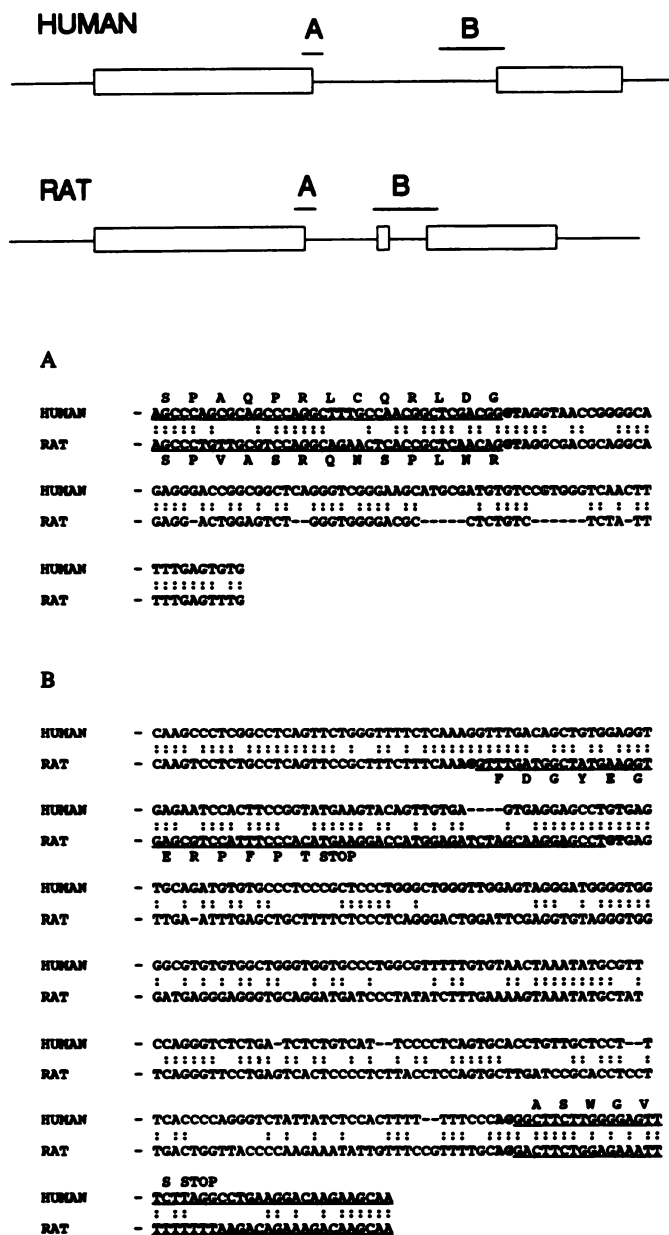 HUMAN
A B
RAT
A B
A
S P A Q P R L C Q R L D G
HUMAN - AGCCCAGCGCAGCCCAGGCTTTGCCAACGGCTCGACGGGTAGGTAACCGGGGCA
RAT - AGCCCTGTTGCGTCCAGGCAGAACTCACCGCTCAACAGGTAGGCGACGCAGGCA
S P V A S R Q N S P L N R
HUMAN GAGGGACCGGCGGCTCAGGGTCGGGAAGCATGCGATGTGTCCGTGGGTCAACTT
RAT GAGG-ACTGGAGTCT--GGGTGGGGACGC-----CTCTGTC------TCTA-TT
HUMAN - TTTGAGTGTG
RAT - TTTGAGTTTG
B
HUMAN - CAAGCCCTCGGCCTCAGTTCTGGGTTTTCTCAAAGGTTTGACAGCTGTGGAGGT
RAT - CAAGTCCTCTGCCTCAGTTCCGCTTTCTTTCAAAGGTTTGATGGCTATGAAGGT
F D G Y E G
HUMAN - GAGAATCCACTTCCGGTATGAAGTACAGTTGTGA----GTGAGGAGCCTGTGAG
RAT - GAGCGTCCATTTCCCACATGAAGGACCATGGAGATCTAGCAAGGAGCCTGTGAG
E R P F P T STOP
HUMAN - TGCAGATGTGTGCCCTCCCGCTCCCTGGGCTGGGTTGGAGTAGGGATGGGGTGG
RAT - TTGA-ATTTGAGCTGCTTTTCTCCCTCAGGGACTGGATTCGAGGTGTAGGGTGG
HUMAN - GGCGTGTGTGGCTGGGTGGTGCCCTGGCGTTTTTGTGTAACTAAATATGCGTT
RAT - GATGAGGGAGGGTGCAGGATGATCCCTATATCTTTGAAAAGTAAATATGCTAT
HUMAN - CCAGGGTCTCTGA-TCTCTGTCAT--TCCCCTCAGTGCACCTGTTGCTCCT--T
RAT - TCAGGGTTCCTGAGTCACTCCCCTCTTACCTCCAGTGCTTGATCCGCACCTCCT
A S W G V
HUMAN - TCACCCCAGGGTCTATTATCTCCACTTTT--TTTCCCAGGGCTTCTTGGGGAGTT
RAT - TGACTGGTTACCCCAAGAAATATTGTTTCCGTTTTGCAGGACTTCTGGAGAAATT
S STOP
HUMAN - TCTTAGGCCTGAAGGACAAGAAGCAA
RAT - TTTTTTTAAGACAGAAAGACAAGCAA